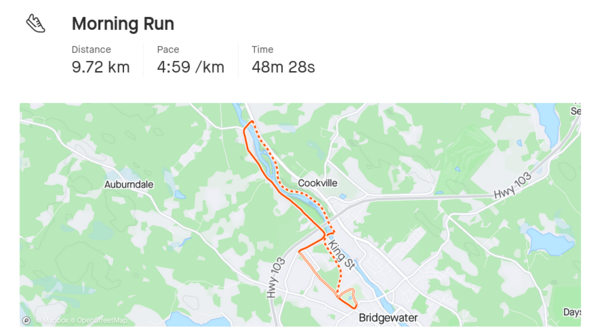 Morning Run
Distance Pace Time
9.72 km 4:59 /km 48m 28s
Se
Auburndale
Cookville
Hwy 103
King St
Hwy 103
Bridgewater
Days
© OpenStreetMap